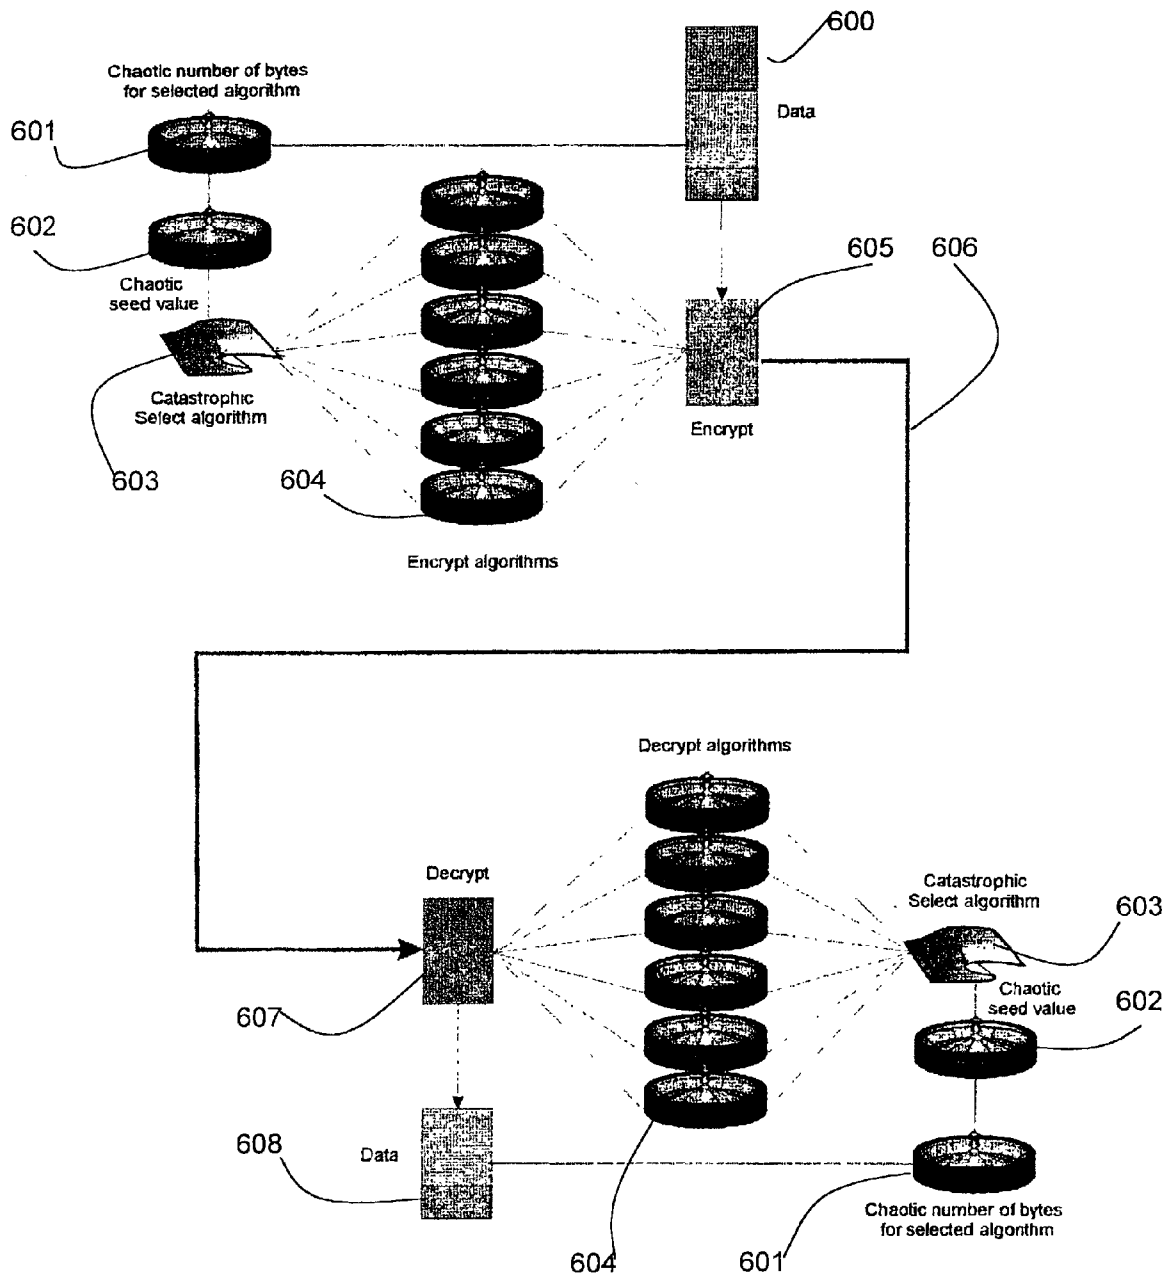 600
Chaotic number of bytes
for selected algorithm
Data
601
602
605
606
Chaotic
seed value
Catastrophic
Select algorithm
Encrypt
603
604
Encrypt algorithms
Decrypt algorithms
Decrypt
Catastrophic
Select algorithm
603
Chaotic
seed value
602
607
608
Data
Chaotic number of bytes
for selected algorithm
604
601